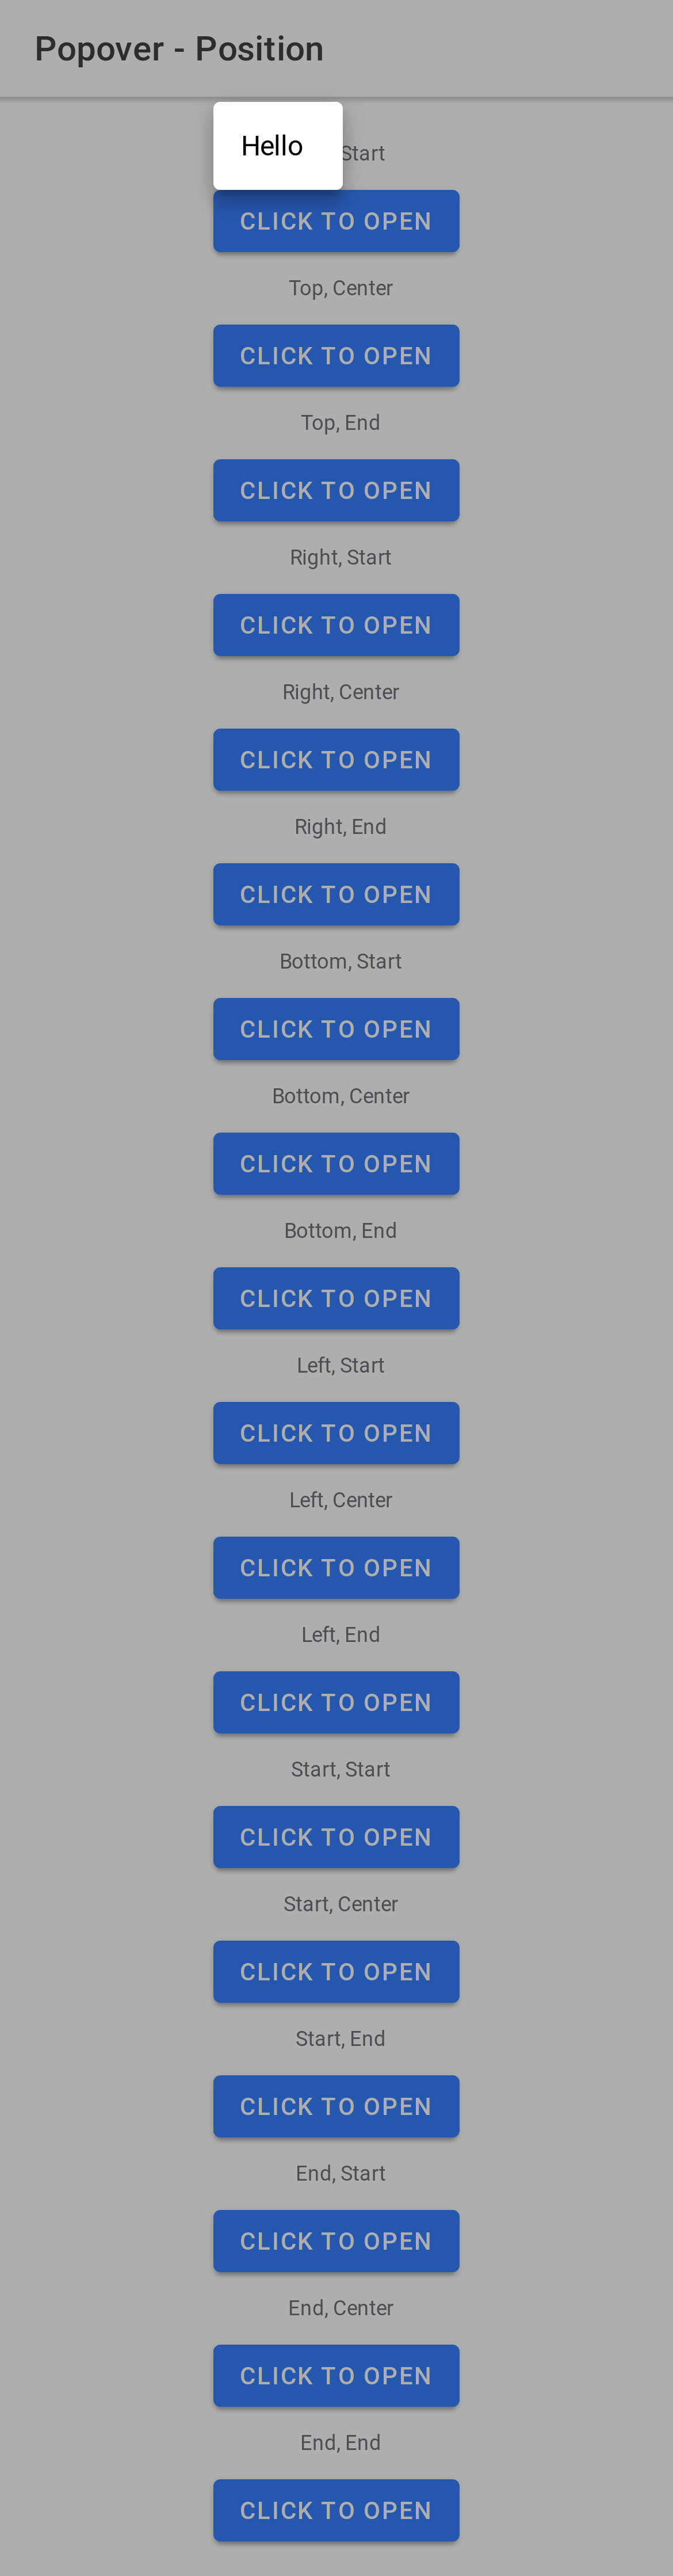 Popover - Position
Hello
, Start
CLICK TO OPEN
Top, Center
CLICK TO OPEN
Top, End
CLICK TO OPEN
Right, Start
CLICK TO OPEN
Right, Center
CLICK TO OPEN
Right, End
CLICK TO OPEN
Bottom, Start
CLICK TO OPEN
Bottom, Center
CLICK TO OPEN
Bottom, End
CLICK TO OPEN
Left, Start
CLICK TO OPEN
Left, Center
CLICK TO OPEN
Left, End
CLICK TO OPEN
Start, Start
CLICK TO OPEN
Start, Center
CLICK TO OPEN
Start, End
CLICK TO OPEN
End, Start
CLICK TO OPEN
End, Center
CLICK TO OPEN
End, End
CLICK TO OPEN